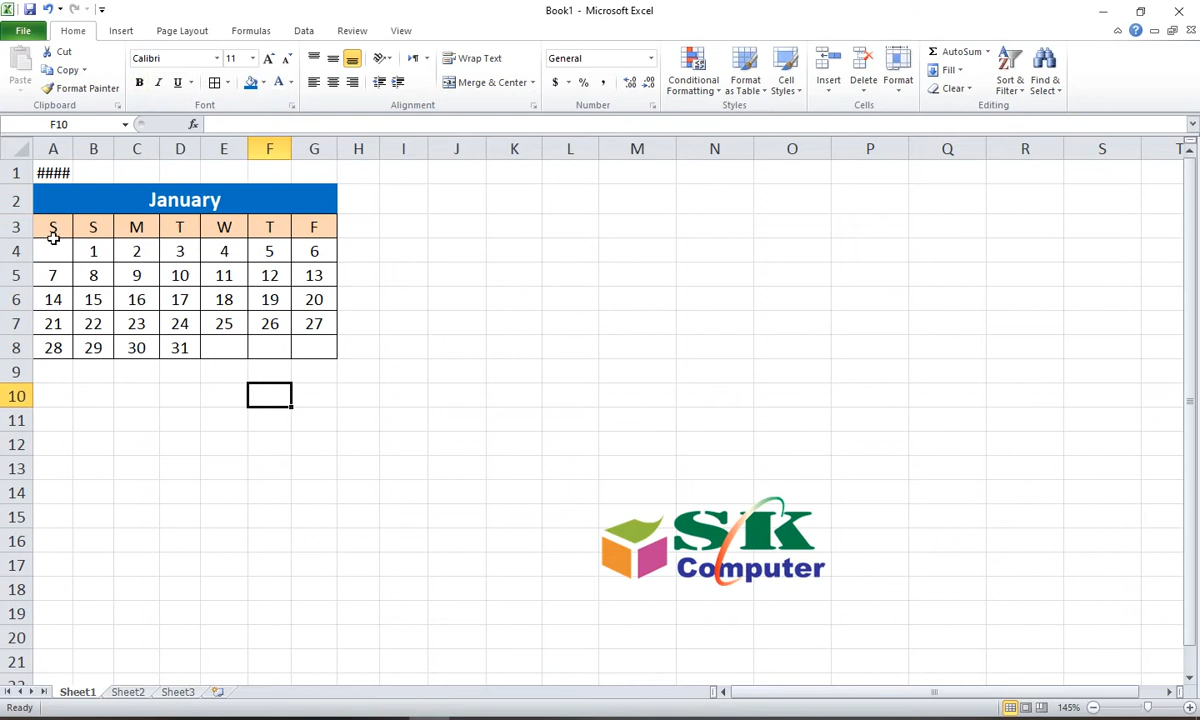 Book1 - Microsoft Excel
File Home Insert Page Layout Formulas Data Review View
Paste Cut Calibri 11 Wrap Text General Conditional Formatting Format as Table Cell Styles Insert Delete Format AutoSum Sort & Filter Find & Select
Copy Fill
Format Painter B I U Merge & Center $ % , Clear
Clipboard Font Alignment Number Styles Cells Editing
F10 fx
A B C D E F G H I J K L M N O P Q R S T
1 ####
2 January
3 S S M T W T F
4 1 2 3 4 5 6
5 7 8 9 10 11 12 13
6 14 15 16 17 18 19 20
7 21 22 23 24 25 26 27
8 28 29 30 31
9
10
11
12
13
14
15
16
17
18
19
20
21
SK
Computer
Sheet1 Sheet2 Sheet3
Ready 145%